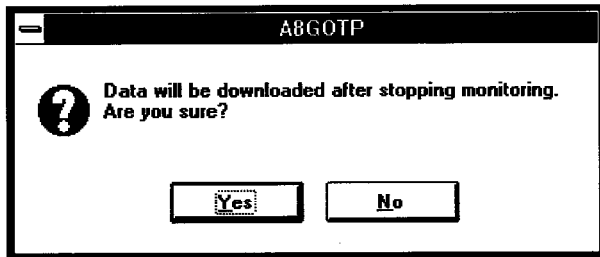 A8GOTP
Data will be downloaded after stopping monitoring.
Are you sure?
Yes No